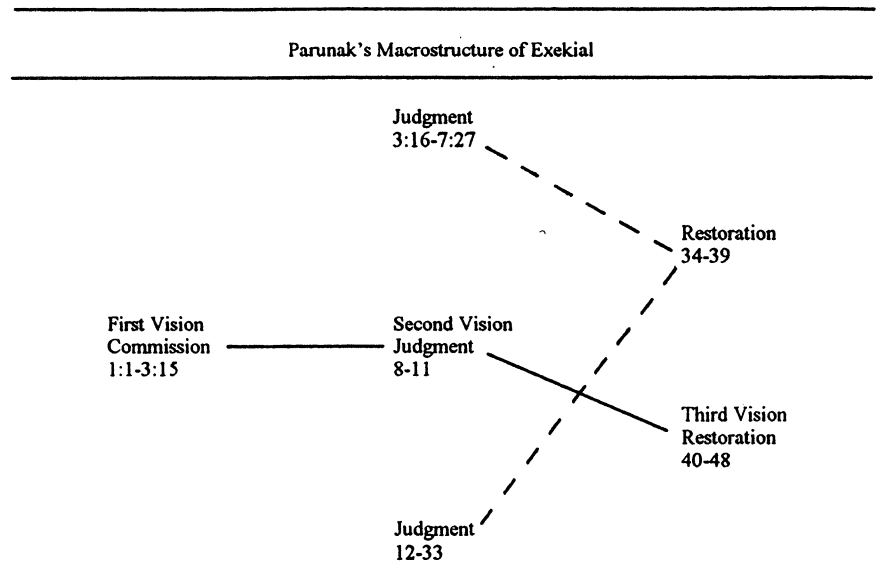 Parunak's Macrostructure of Exekial
Judgment
3:16-7:27
Restoration
34-39
First Vision
Commission
1:1-3:15
Second Vision
Judgment
8-11
Third Vision
Restoration
40-48
Judgment
12-33